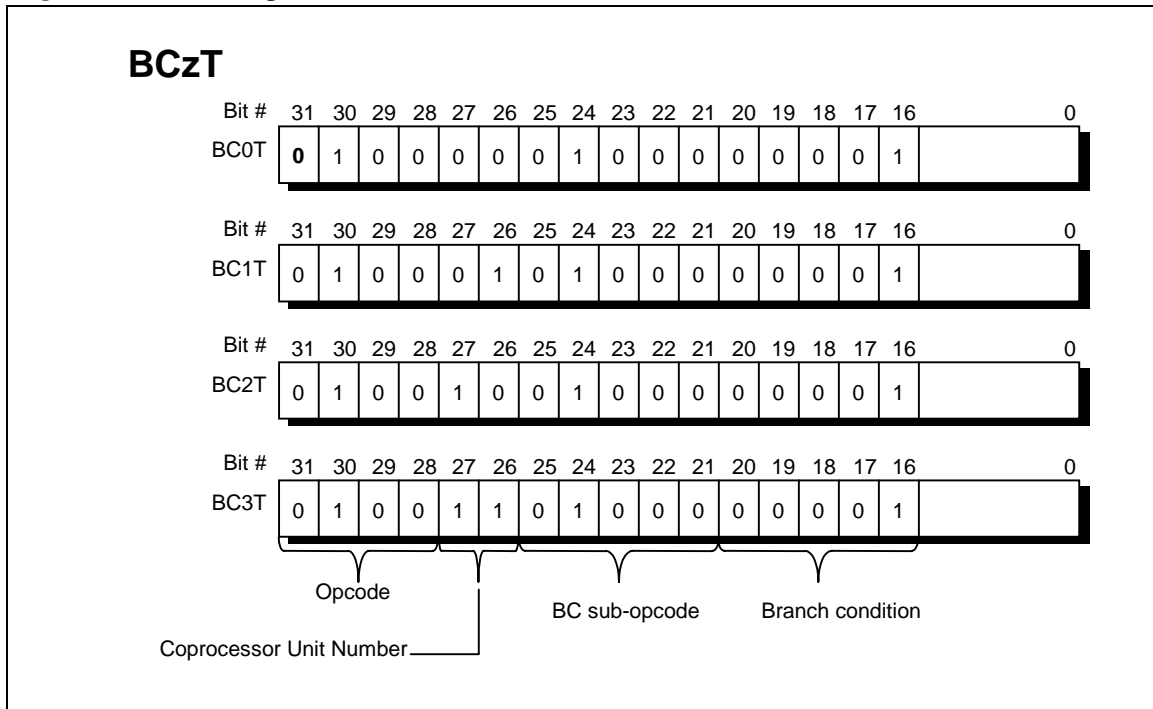 BCzT
Bit # 31 30 29 28 27 26 25 24 23 22 21 20 19 18 17 16 0
BC0T 0 1 0 0 0 0 0 1 0 0 0 0 0 0 0 1
Bit # 31 30 29 28 27 26 25 24 23 22 21 20 19 18 17 16 0
BC1T 0 1 0 0 0 1 0 1 0 0 0 0 0 0 0 1
Bit # 31 30 29 28 27 26 25 24 23 22 21 20 19 18 17 16 0
BC2T 0 1 0 0 1 0 0 1 0 0 0 0 0 0 0 1
Bit # 31 30 29 28 27 26 25 24 23 22 21 20 19 18 17 16 0
BC3T 0 1 0 0 1 1 0 1 0 0 0 0 0 0 0 1
Opcode
BC sub-opcode Branch condition
Coprocessor Unit Number